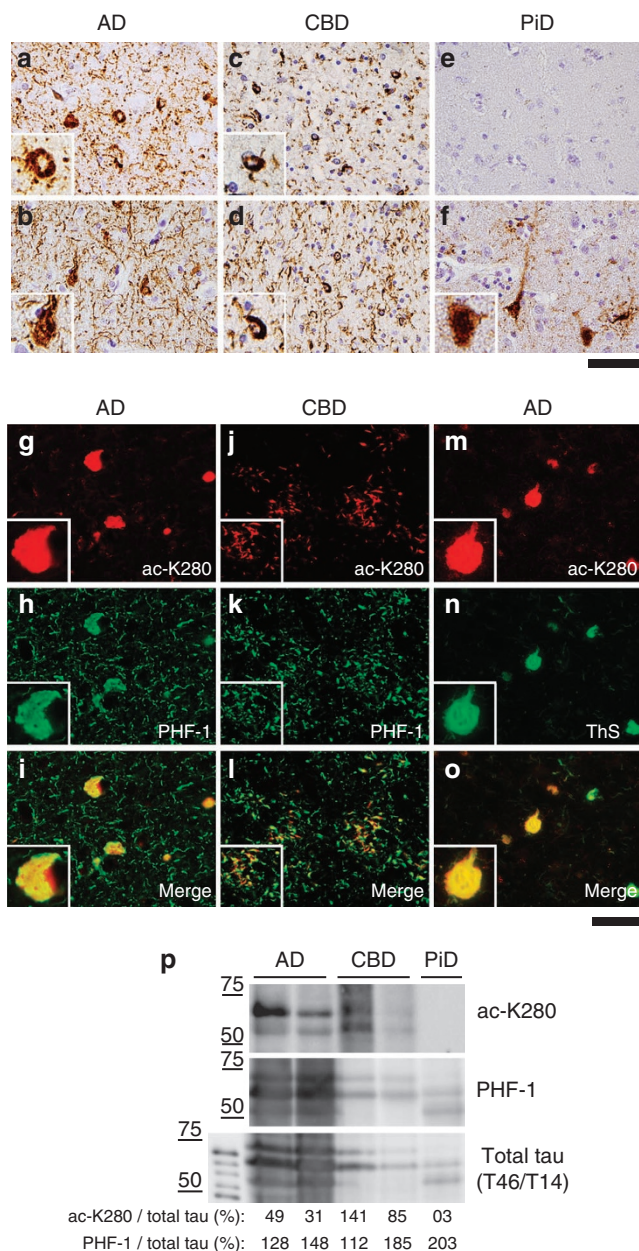 AD CBD PiD
a c e
b d f
AD CBD AD
g j m
ac-K280 ac-K280 ac-K280
h k n
PHF-1 PHF-1 ThS
i l o
Merge Merge Merge
p AD CBD PiD
75
ac-K280
50
75
PHF-1
50
75
Total tau
(T46/T14)
50
ac-K280 / total tau (%): 49 31 141 85 03
PHF-1 / total tau (%): 128 148 112 185 203